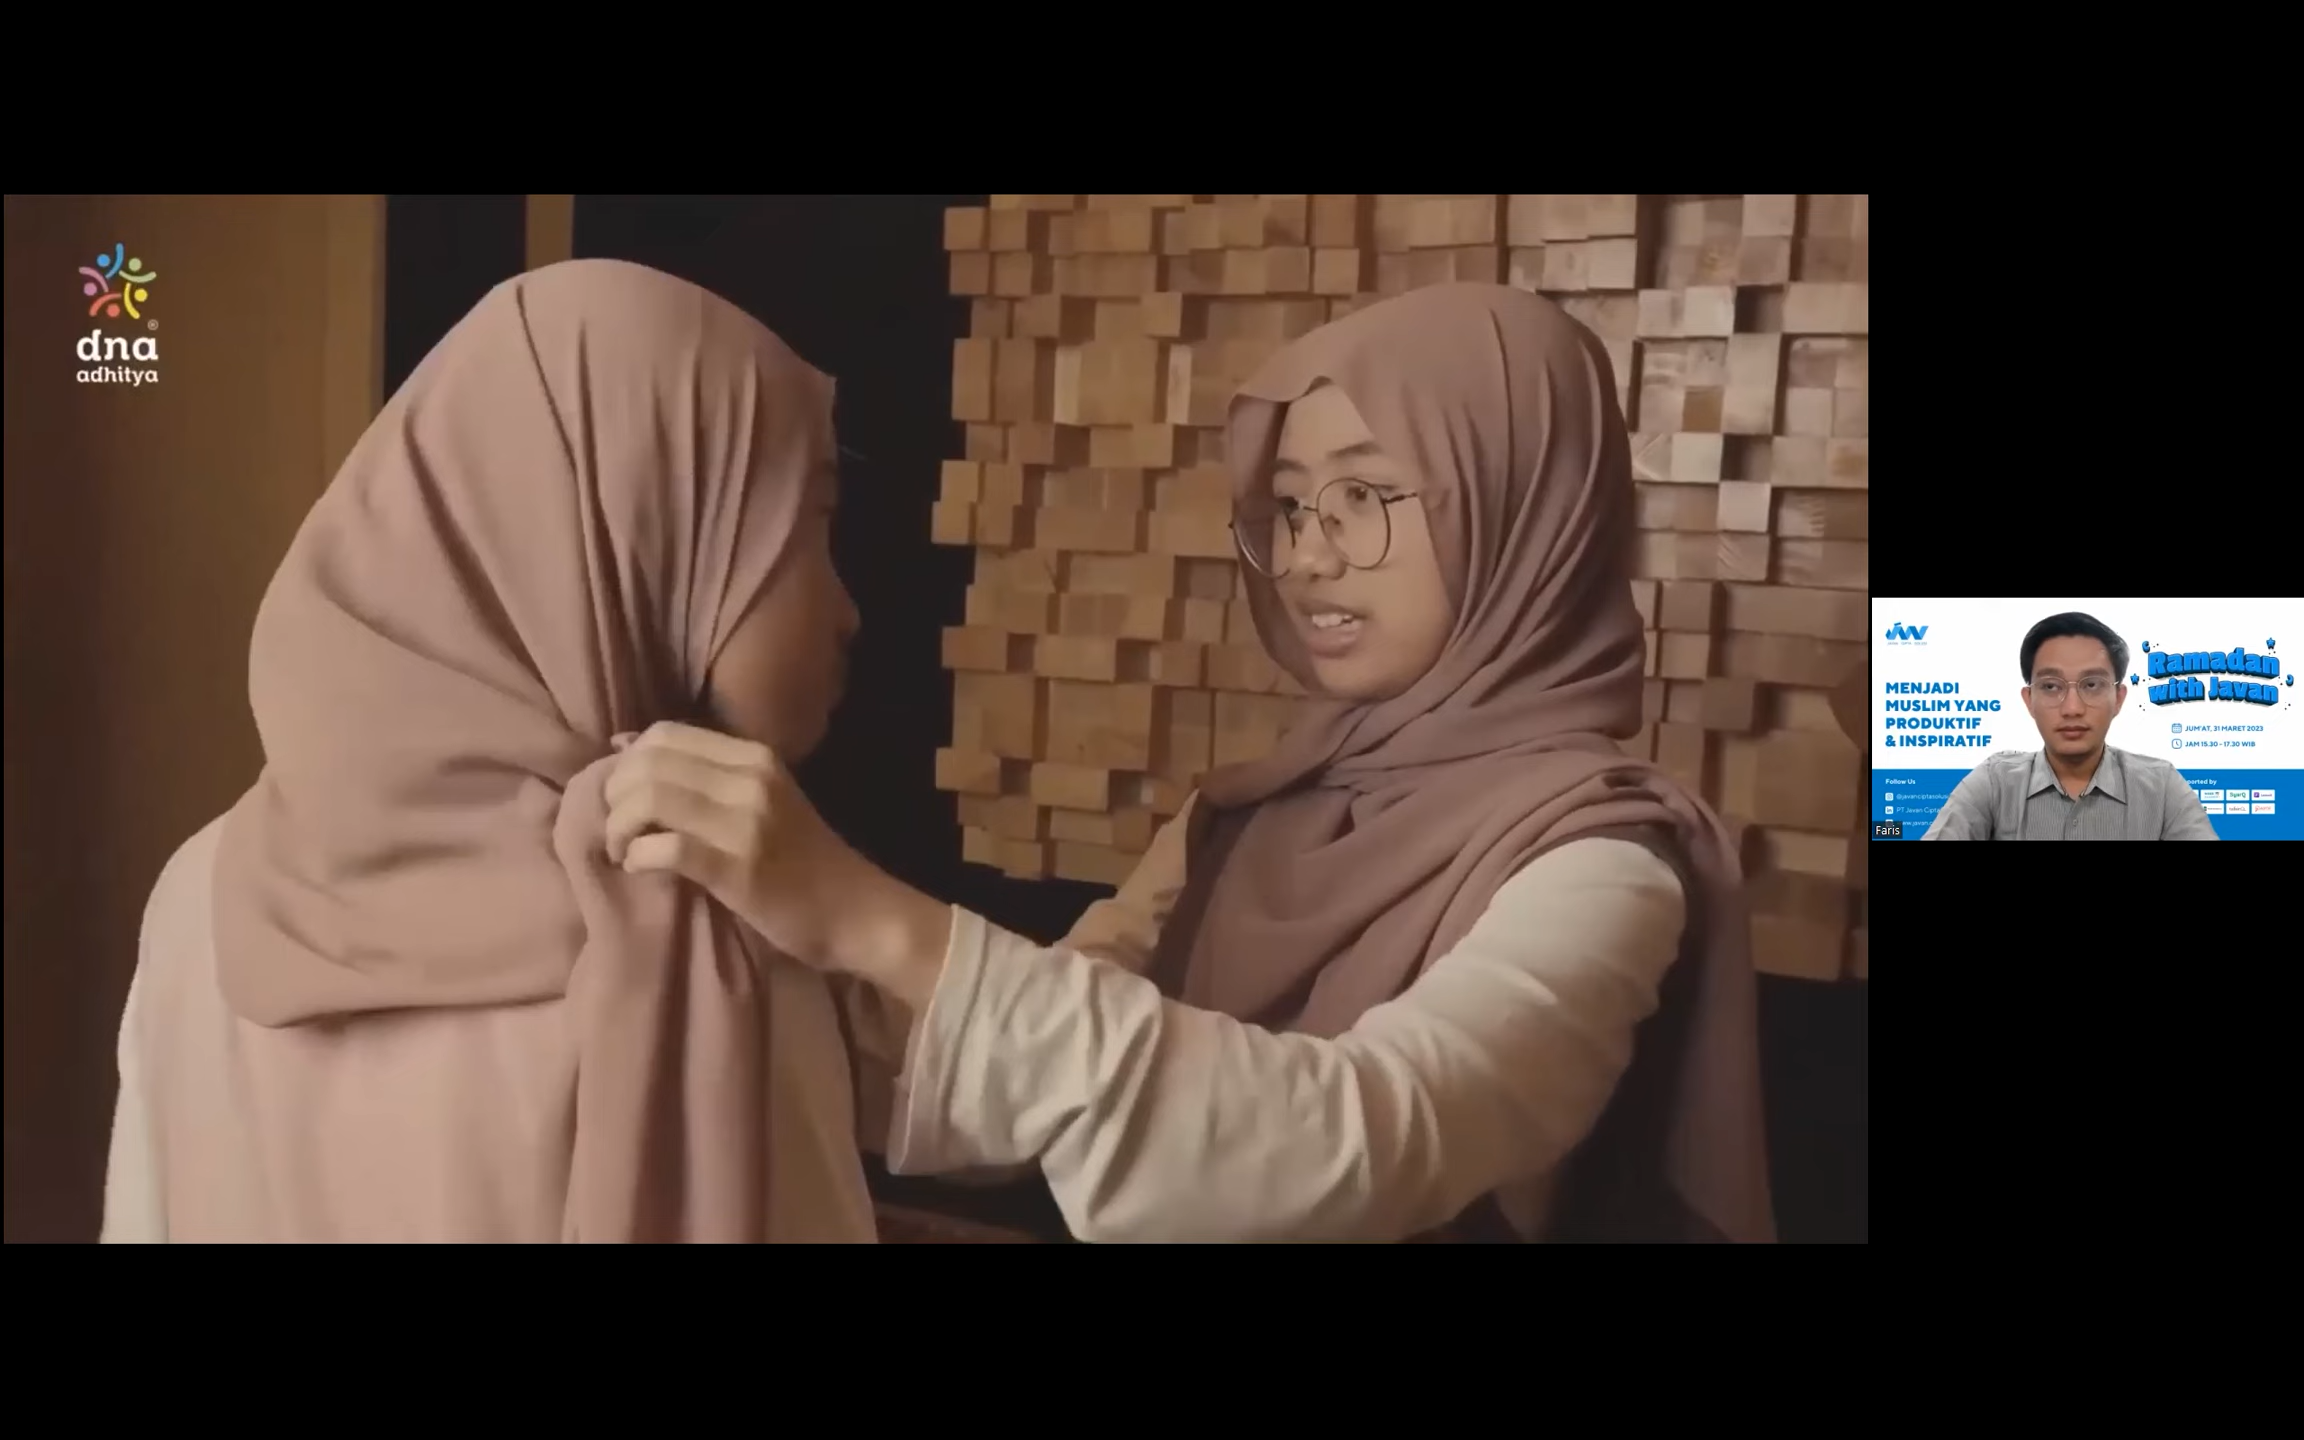 dna
adhitya
MENJADI
MUSLIM YANG
PRODUKTIF
& INSPIRATIF
Ramadan
with Javan
JUM'AT, 31 MARET 2023
JAM 15.30 - 17.30 WIB
Follow Us
Faris